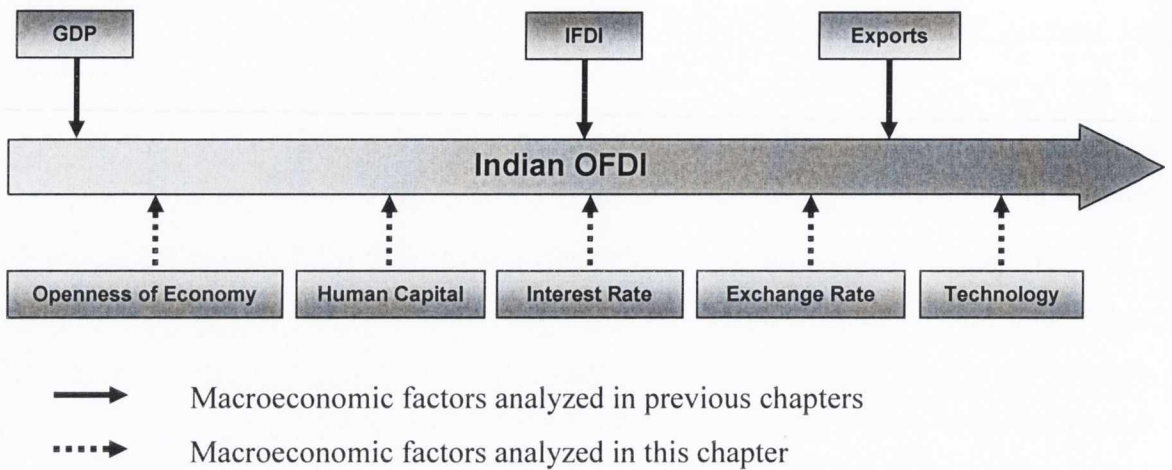 GDP
IFDI
Exports
Indian OFDI
Openness of Economy
Human Capital
Interest Rate
Exchange Rate
Technology
Macroeconomic factors analyzed in previous chapters
Macroeconomic factors analyzed in this chapter